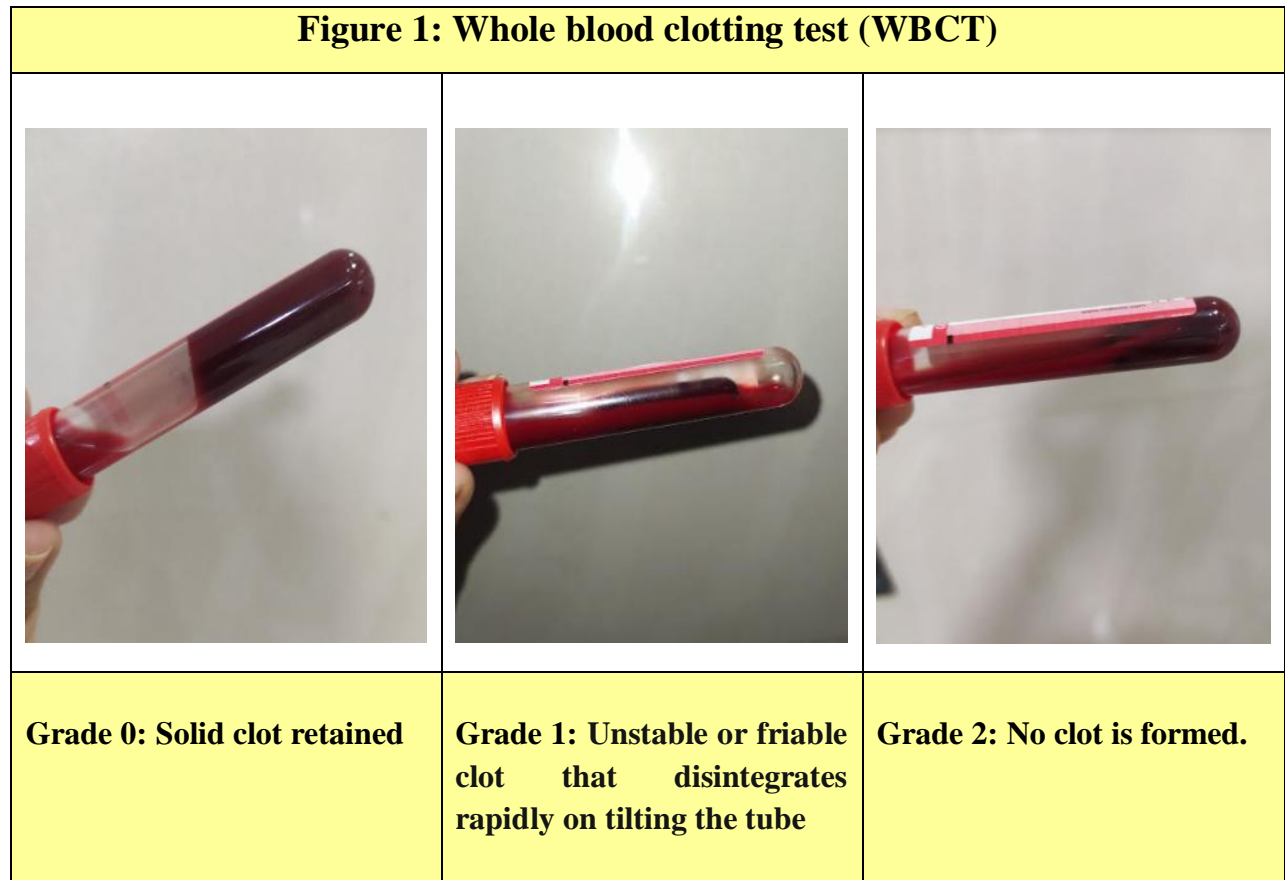 Figure 1: Whole blood clotting test (WBCT)
Grade 0: Solid clot retained
Grade 1: Unstable or friable
clot that disintegrates
rapidly on tilting the tube
Grade 2: No clot is formed.